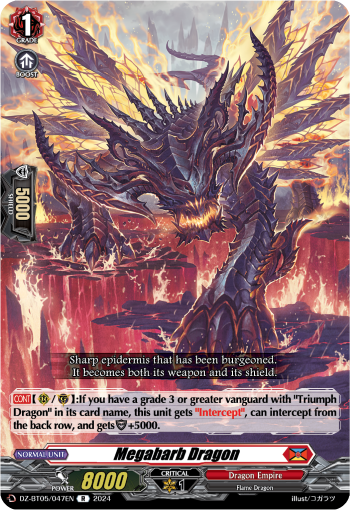 1
GRADE
BOOST
5000
SHIELD
Sharp epidermis that has been burgeoned.
It becomes both its weapon and its shield.
CONT【 / 】:If you have a grade 3 or greater vanguard with "Triumph
Dragon" in its card name, this unit gets "Intercept", can intercept from
the back row, and gets +5000.
NORMAL UNIT
Megabarb Dragon
POWER 8000
CRITICAL
1
Dragon Empire
Flame Dragon
DZ-BT05/047EN R 2024
illust/コガラツ